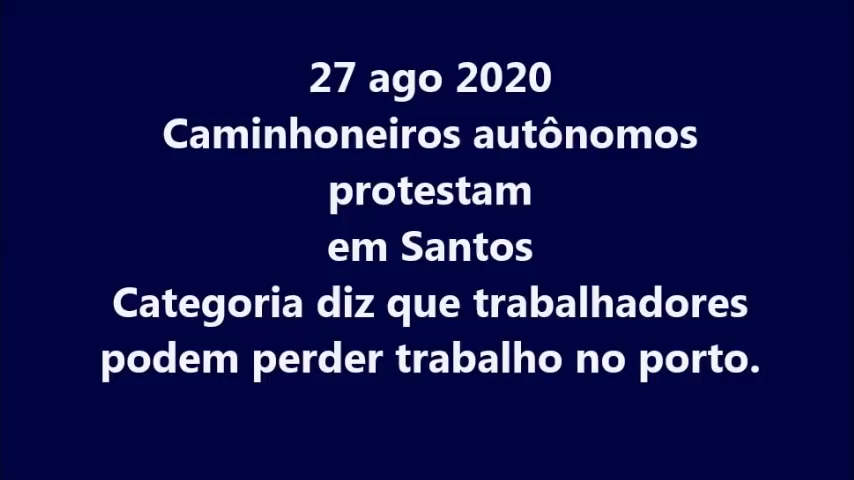 27 ago 2020
Caminhoneiros autônomos
protestam
em Santos
Categoria diz que trabalhadores
podem perder trabalho no porto.